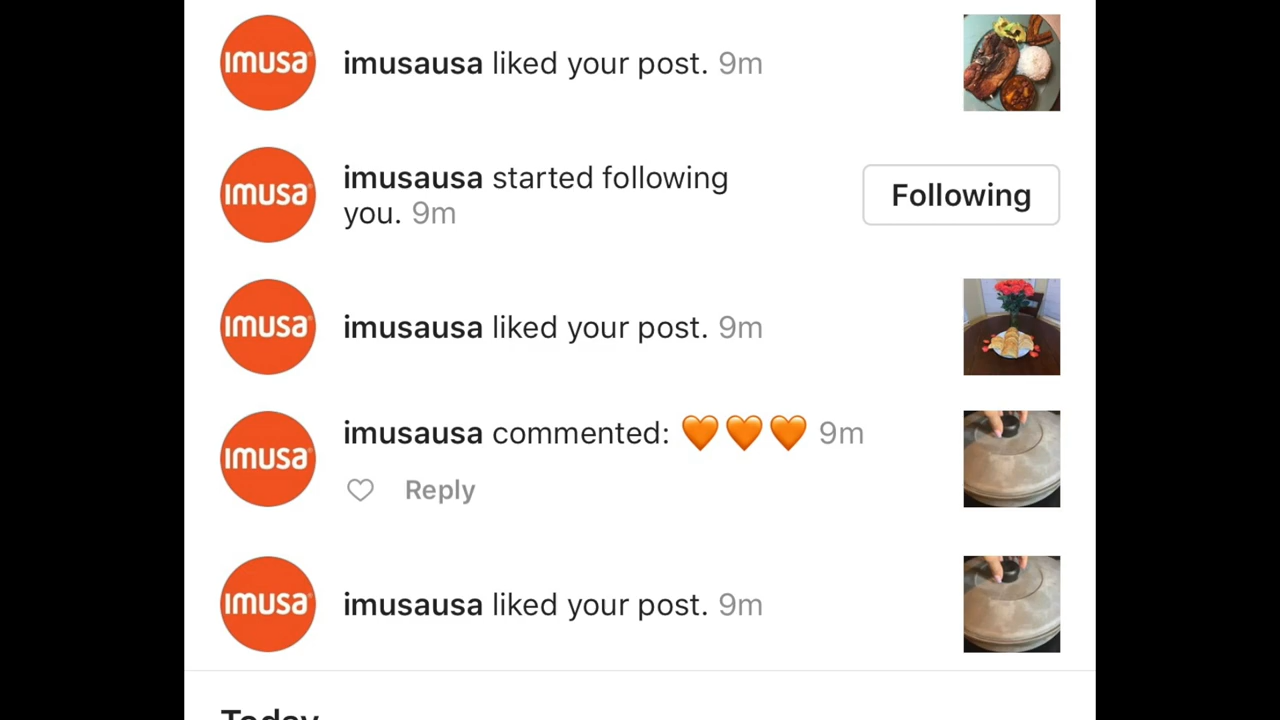 imusa
imusausa liked your post. 9m
imusa
imusausa started following
you. 9m
Following
imusa
imusausa liked your post. 9m
imusa
imusausa commented: 🧡🧡🧡 9m
Reply
imusa
imusausa liked your post. 9m
Today